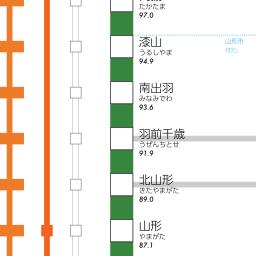 たかたま
97.0
漆山
うるしやま
94.9
山形市
南出羽
みなみでわ
93.6
羽前千歳
うぜんちとせ
91.9
北山形
きたやまがた
89.0
山形
やまがた
87.1